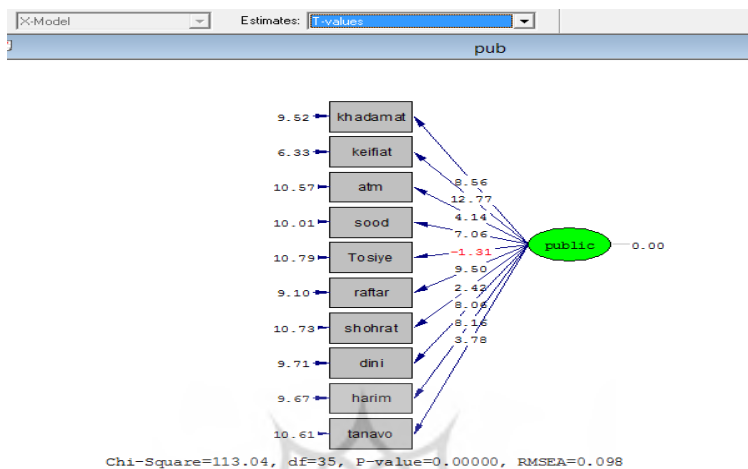 X-Model Estimates: T-values
pub
9.52 khadamat 8.56
6.33 keifiat 12.77
10.57 atm 4.14
10.01 sood 7.06
10.79 Tosiye -1.31
public 0.00
9.10 raftar 9.50
10.73 shohrat 2.42
9.71 dini 8.06
9.67 harim 8.16
10.61 tanavo 3.78
Chi-Square=113.04, df=35, P-value=0.00000, RMSEA=0.098